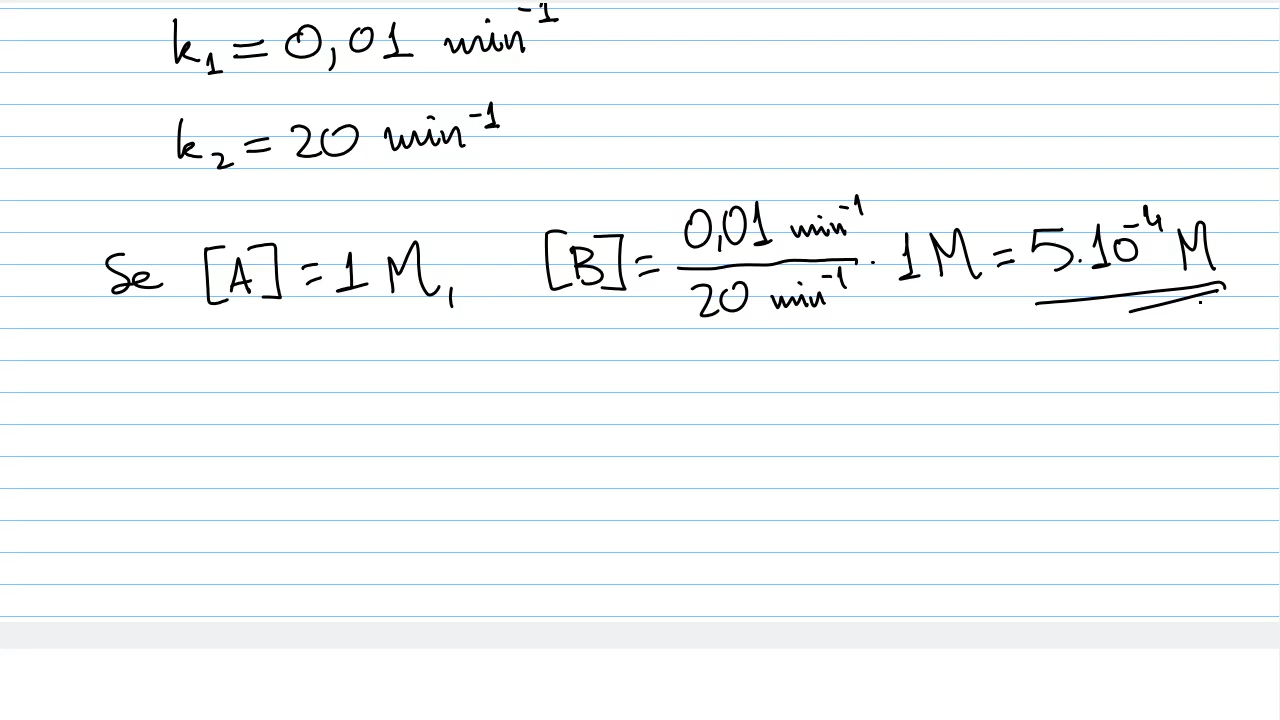 k₁ = 0,01 min⁻¹
k₂ = 20 min⁻¹
Se [A] = 1 M, [B] = 0,01 min⁻¹ / 20 min⁻¹ · 1 M = 5.10⁻⁴ M